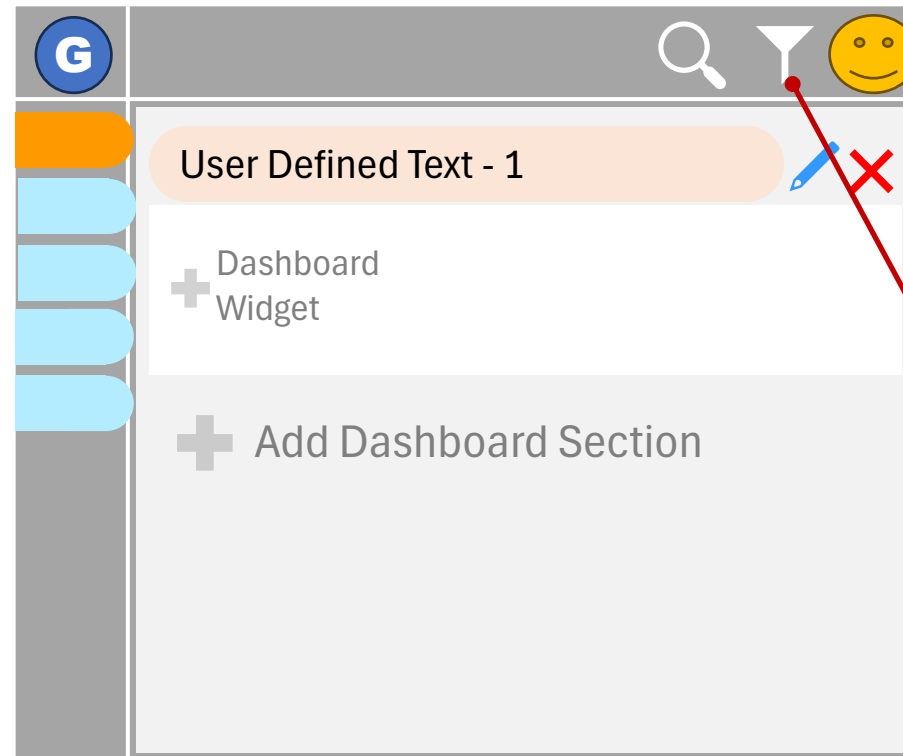 G
User Defined Text - 1
Dashboard
Widget
Add Dashboard Section